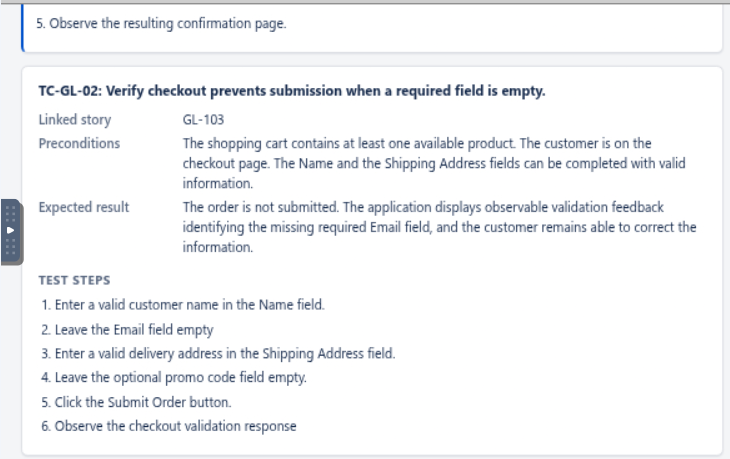 5. Observe the resulting confirmation page.
TC-GL-02: Verify checkout prevents submission when a required field is empty.
Linked story GL-103
Preconditions The shopping cart contains at least one available product. The customer is on the
checkout page. The Name and the Shipping Address fields can be completed with valid
information.
Expected result The order is not submitted. The application displays observable validation feedback
identifying the missing required Email field, and the customer remains able to correct the
information.
TEST STEPS
1. Enter a valid customer name in the Name field.
2. Leave the Email field empty
3. Enter a valid delivery address in the Shipping Address field.
4. Leave the optional promo code field empty.
5. Click the Submit Order button.
6. Observe the checkout validation response